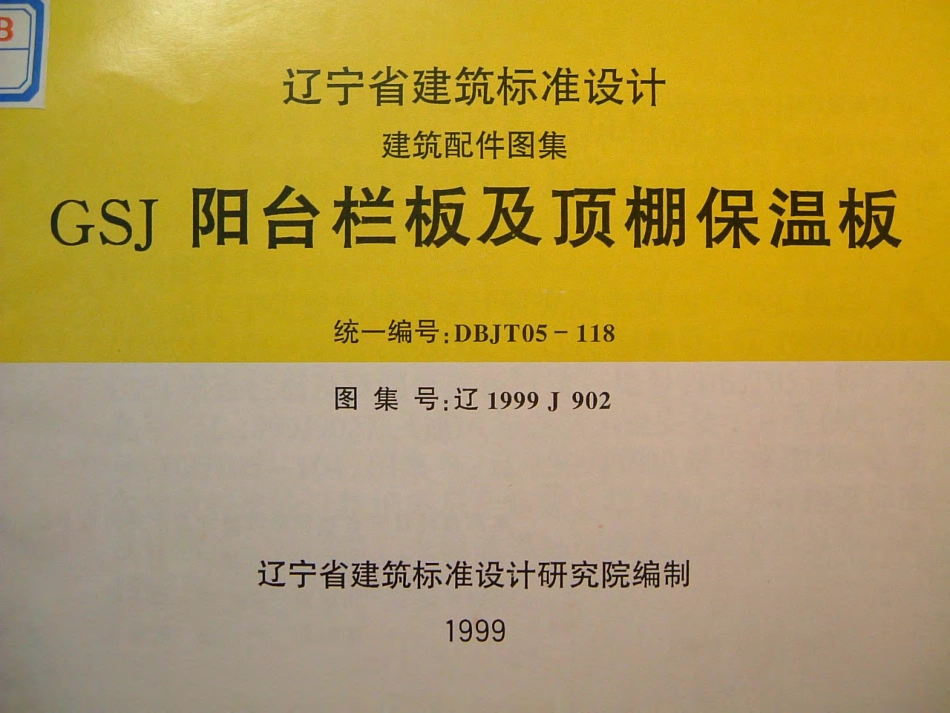 B
辽宁省建筑标准设计
建筑配件图集
GSJ 阳台栏板及顶棚保温板
统一编号:DBJT05-118
图 集 号:辽 1999 J 902
辽宁省建筑标准设计研究院编制
1999